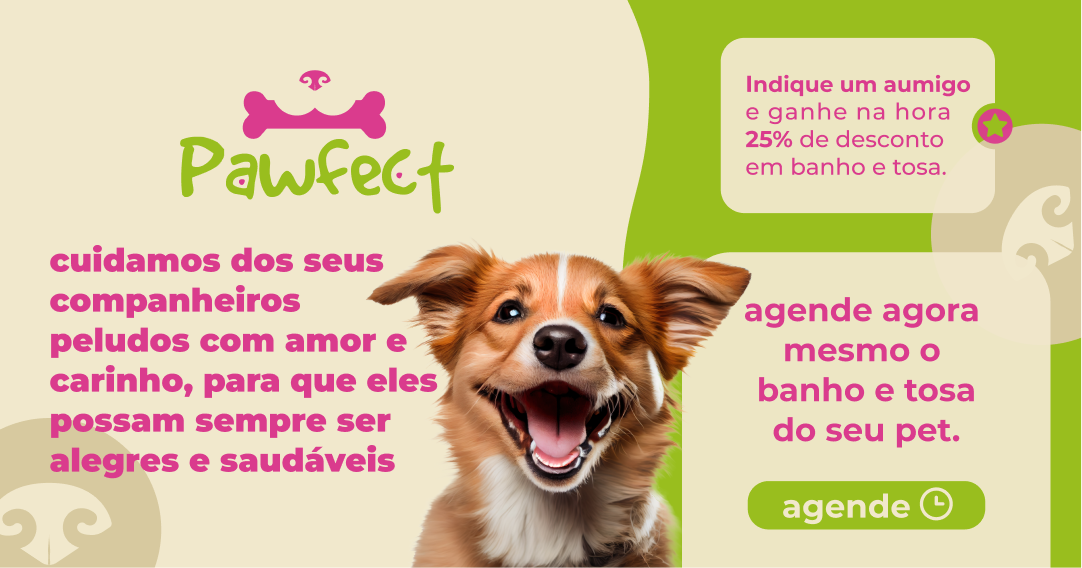 Pawfect
cuidamos dos seus
companheiros
peludos com amor e
carinho, para que eles
possam sempre ser
alegres e saudáveis
Indique um aumigo
e ganhe na hora
25% de desconto
em banho e tosa.
agende agora
mesmo o
banho e tosa
do seu pet.
agende